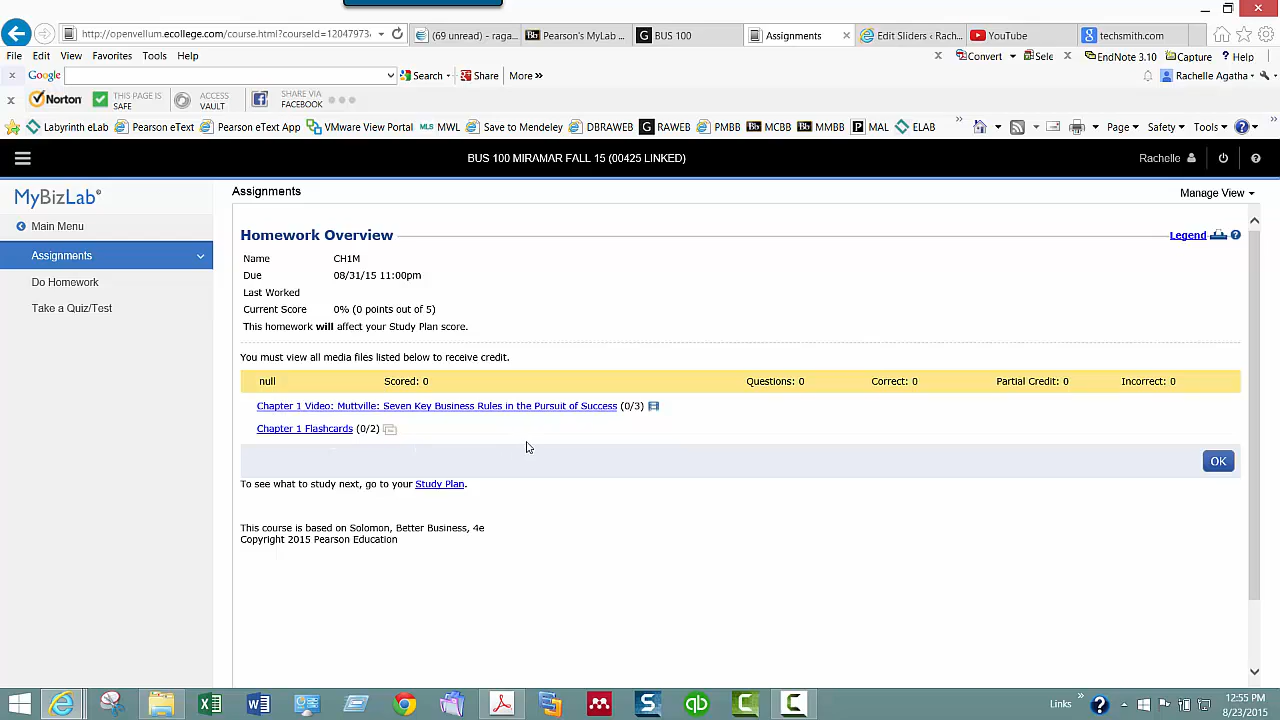 http://openvellum.ecollege.com/course.html?courseId=12047973
(69 unread) - raga...
Bb Pearson's MyLab ...
G BUS 100
Assignments
Edit Sliders ‹ Rach...
YouTube
techsmith.com
File Edit View Favorites Tools Help
Convert
Sele
EndNote 3.10
Capture
Help
Google
Search
Share
More »
Rachelle Agatha
Norton
THIS PAGE IS
SAFE
ACCESS
VAULT
SHARE VIA
FACEBOOK
Labyrinth eLab
Pearson eText
Pearson eText App
VMware View Portal
MLS MWL
Save to Mendeley
DBRAWEB
G RAWEB
PMBB
Bb MCBB
Bb MMBB
P MAL
ELAB
»
Page
Safety
Tools
»
BUS 100 MIRAMAR FALL 15 (00425 LINKED)
Rachelle
MyBizLab®
Main Menu
Assignments
Do Homework
Take a Quiz/Test
Assignments
Manage View
Homework Overview
Legend
Name CH1M
Due 08/31/15 11:00pm
Last Worked
Current Score 0% (0 points out of 5)
This homework will affect your Study Plan score.
You must view all media files listed below to receive credit.
null Scored: 0 Questions: 0 Correct: 0 Partial Credit: 0 Incorrect: 0
Chapter 1 Video: Muttville: Seven Key Business Rules in the Pursuit of Success (0/3)
Chapter 1 Flashcards (0/2)
OK
To see what to study next, go to your Study Plan.
This course is based on Solomon, Better Business, 4e
Copyright 2015 Pearson Education
Links »
12:55 PM
8/23/2015